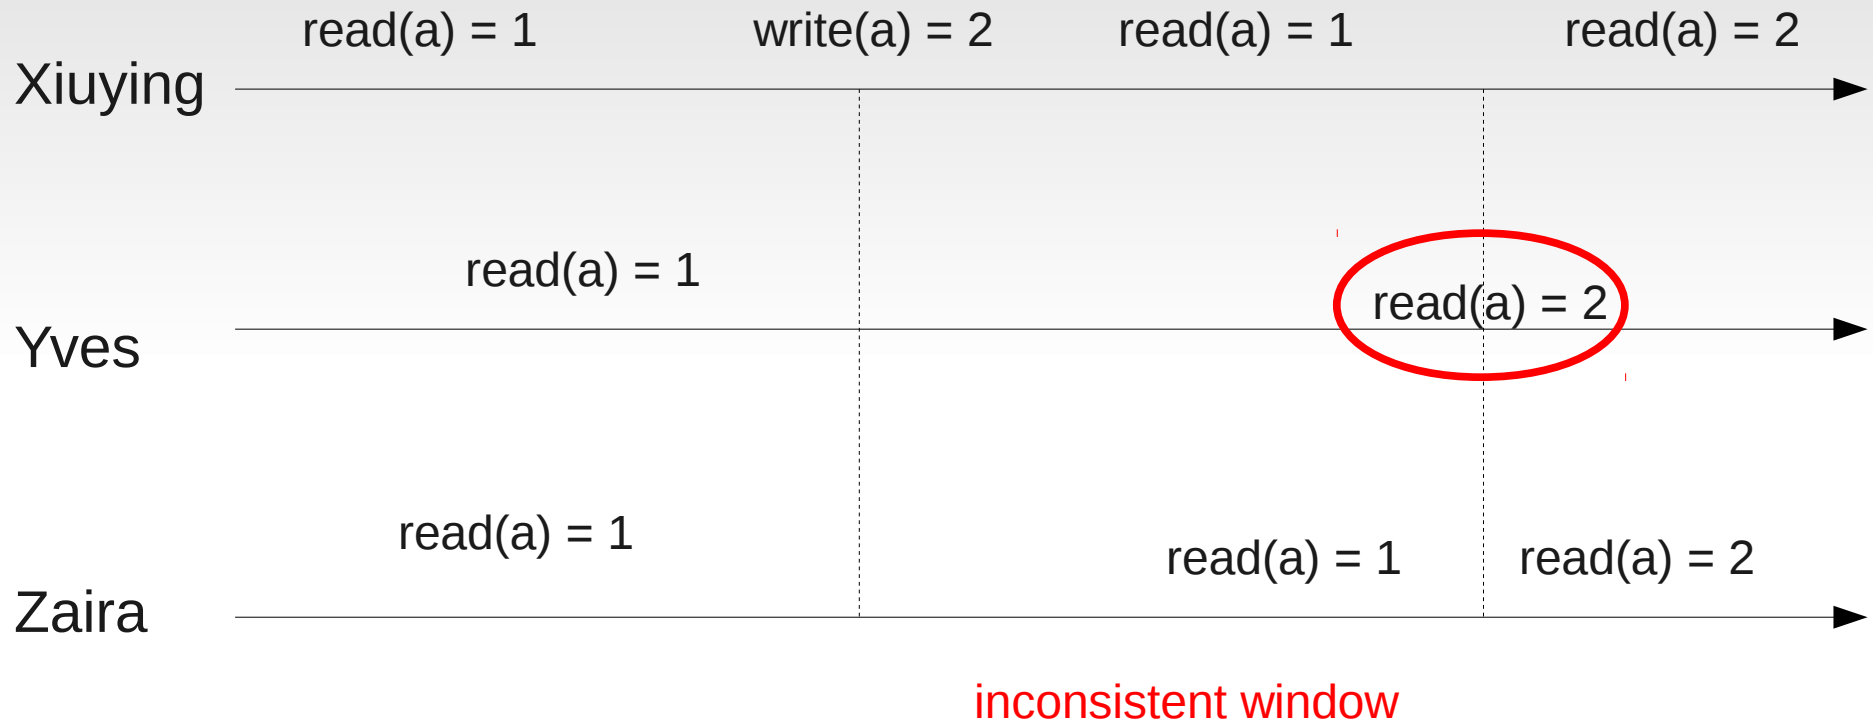 read(a) = 1 write(a) = 2 read(a) = 1 read(a) = 2
Xiuying
read(a) = 1
read(a) = 2
Yves
read(a) = 1
read(a) = 1 read(a) = 2
Zaira
inconsistent window